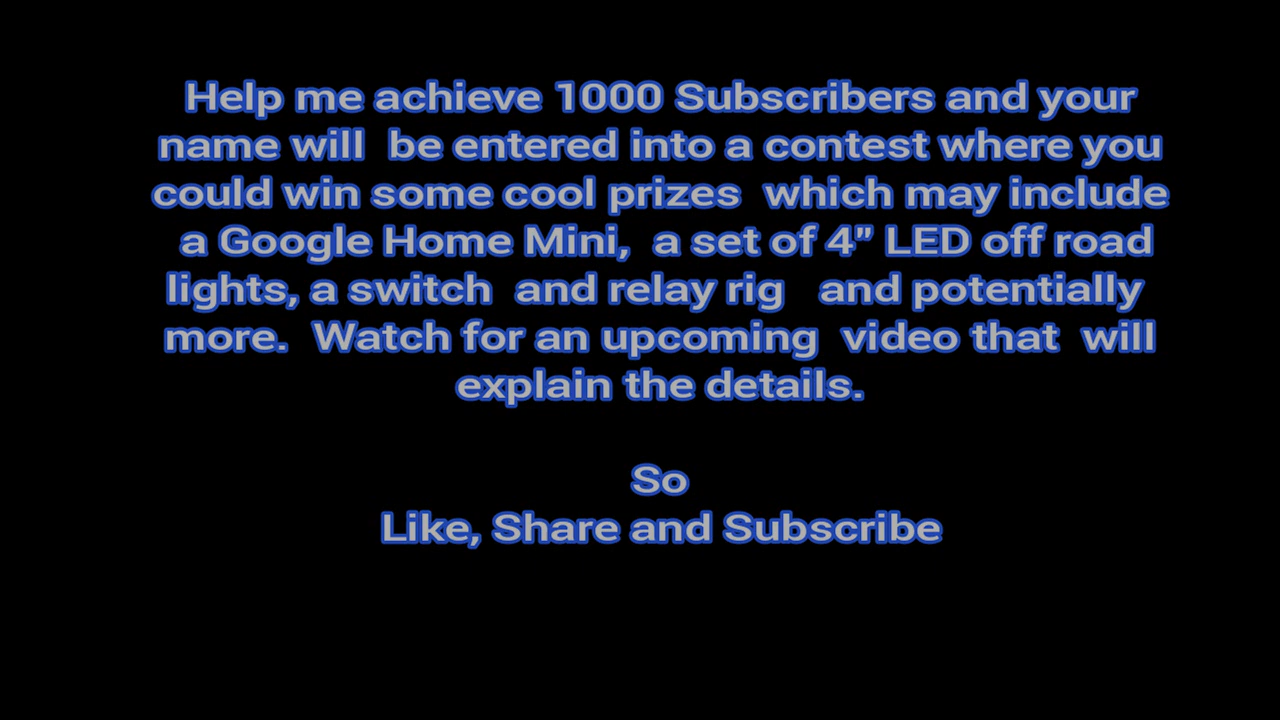 Help me achieve 1000 Subscribers and your
name will be entered into a contest where you
could win some cool prizes which may include
a Google Home Mini, a set of 4" LED off road
lights, a switch and relay rig and potentially
more. Watch for an upcoming video that will
explain the details.
So
Like, Share and Subscribe